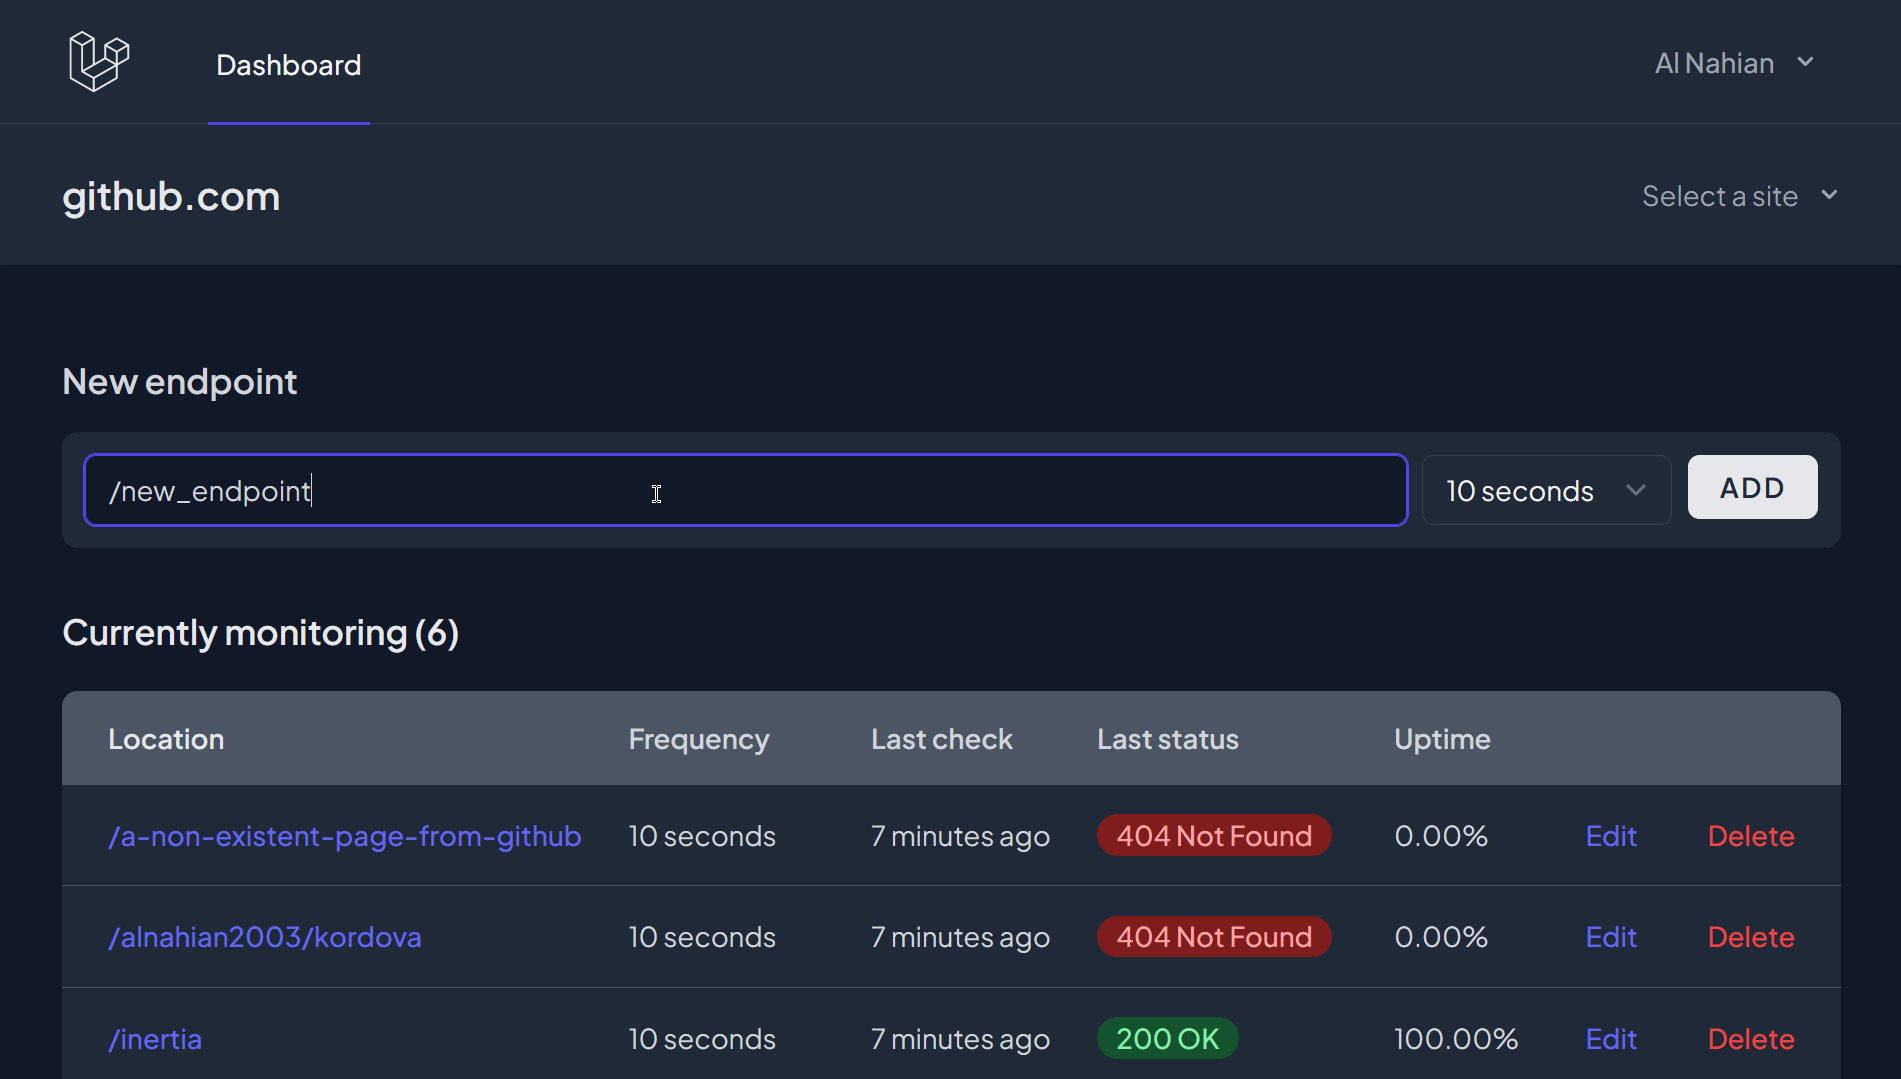 Dashboard
Al Nahian
github.com
Select a site
New endpoint
/new_endpoint
10 seconds
ADD
Currently monitoring (6)
Location Frequency Last check Last status Uptime
/a-non-existent-page-from-github 10 seconds 7 minutes ago 404 Not Found 0.00% Edit Delete
/alnahian2003/kordova 10 seconds 7 minutes ago 404 Not Found 0.00% Edit Delete
/inertia 10 seconds 7 minutes ago 200 OK 100.00% Edit Delete